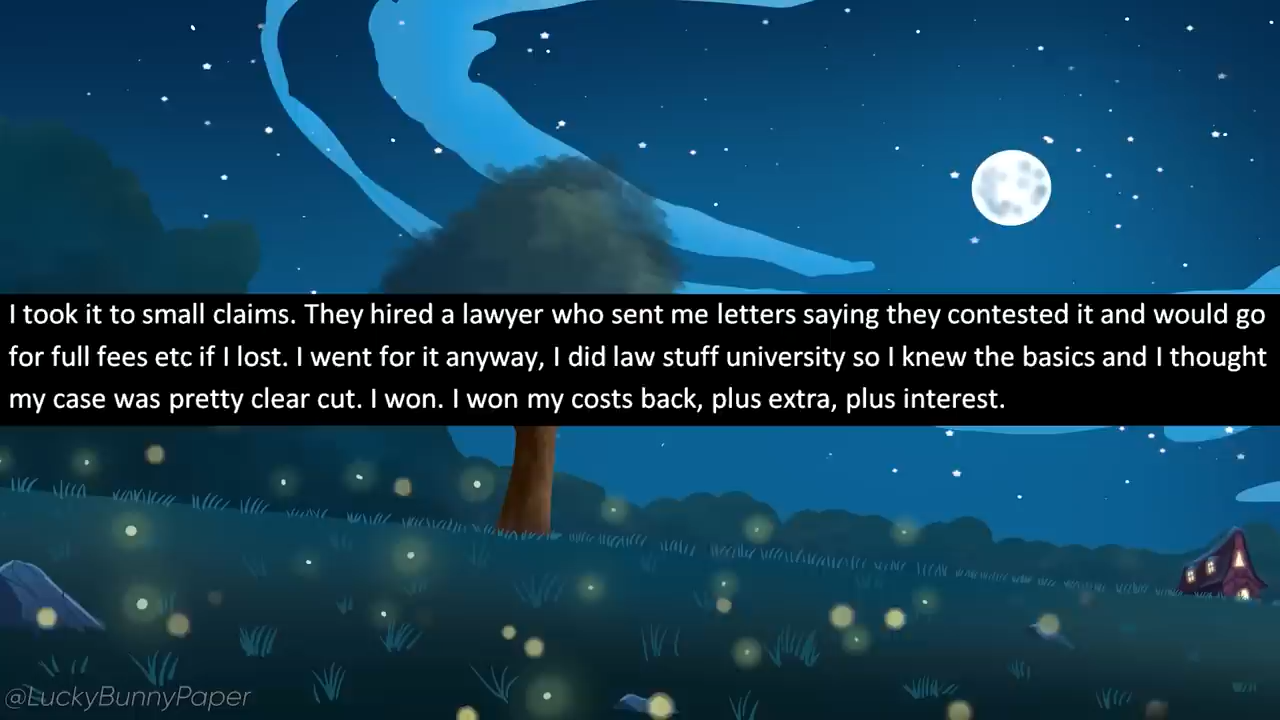 I took it to small claims. They hired a lawyer who sent me letters saying they contested it and would go
for full fees etc if I lost. I went for it anyway, I did law stuff university so I knew the basics and I thought
my case was pretty clear cut. I won. I won my costs back, plus extra, plus interest.
@LuckyBunnyPaper